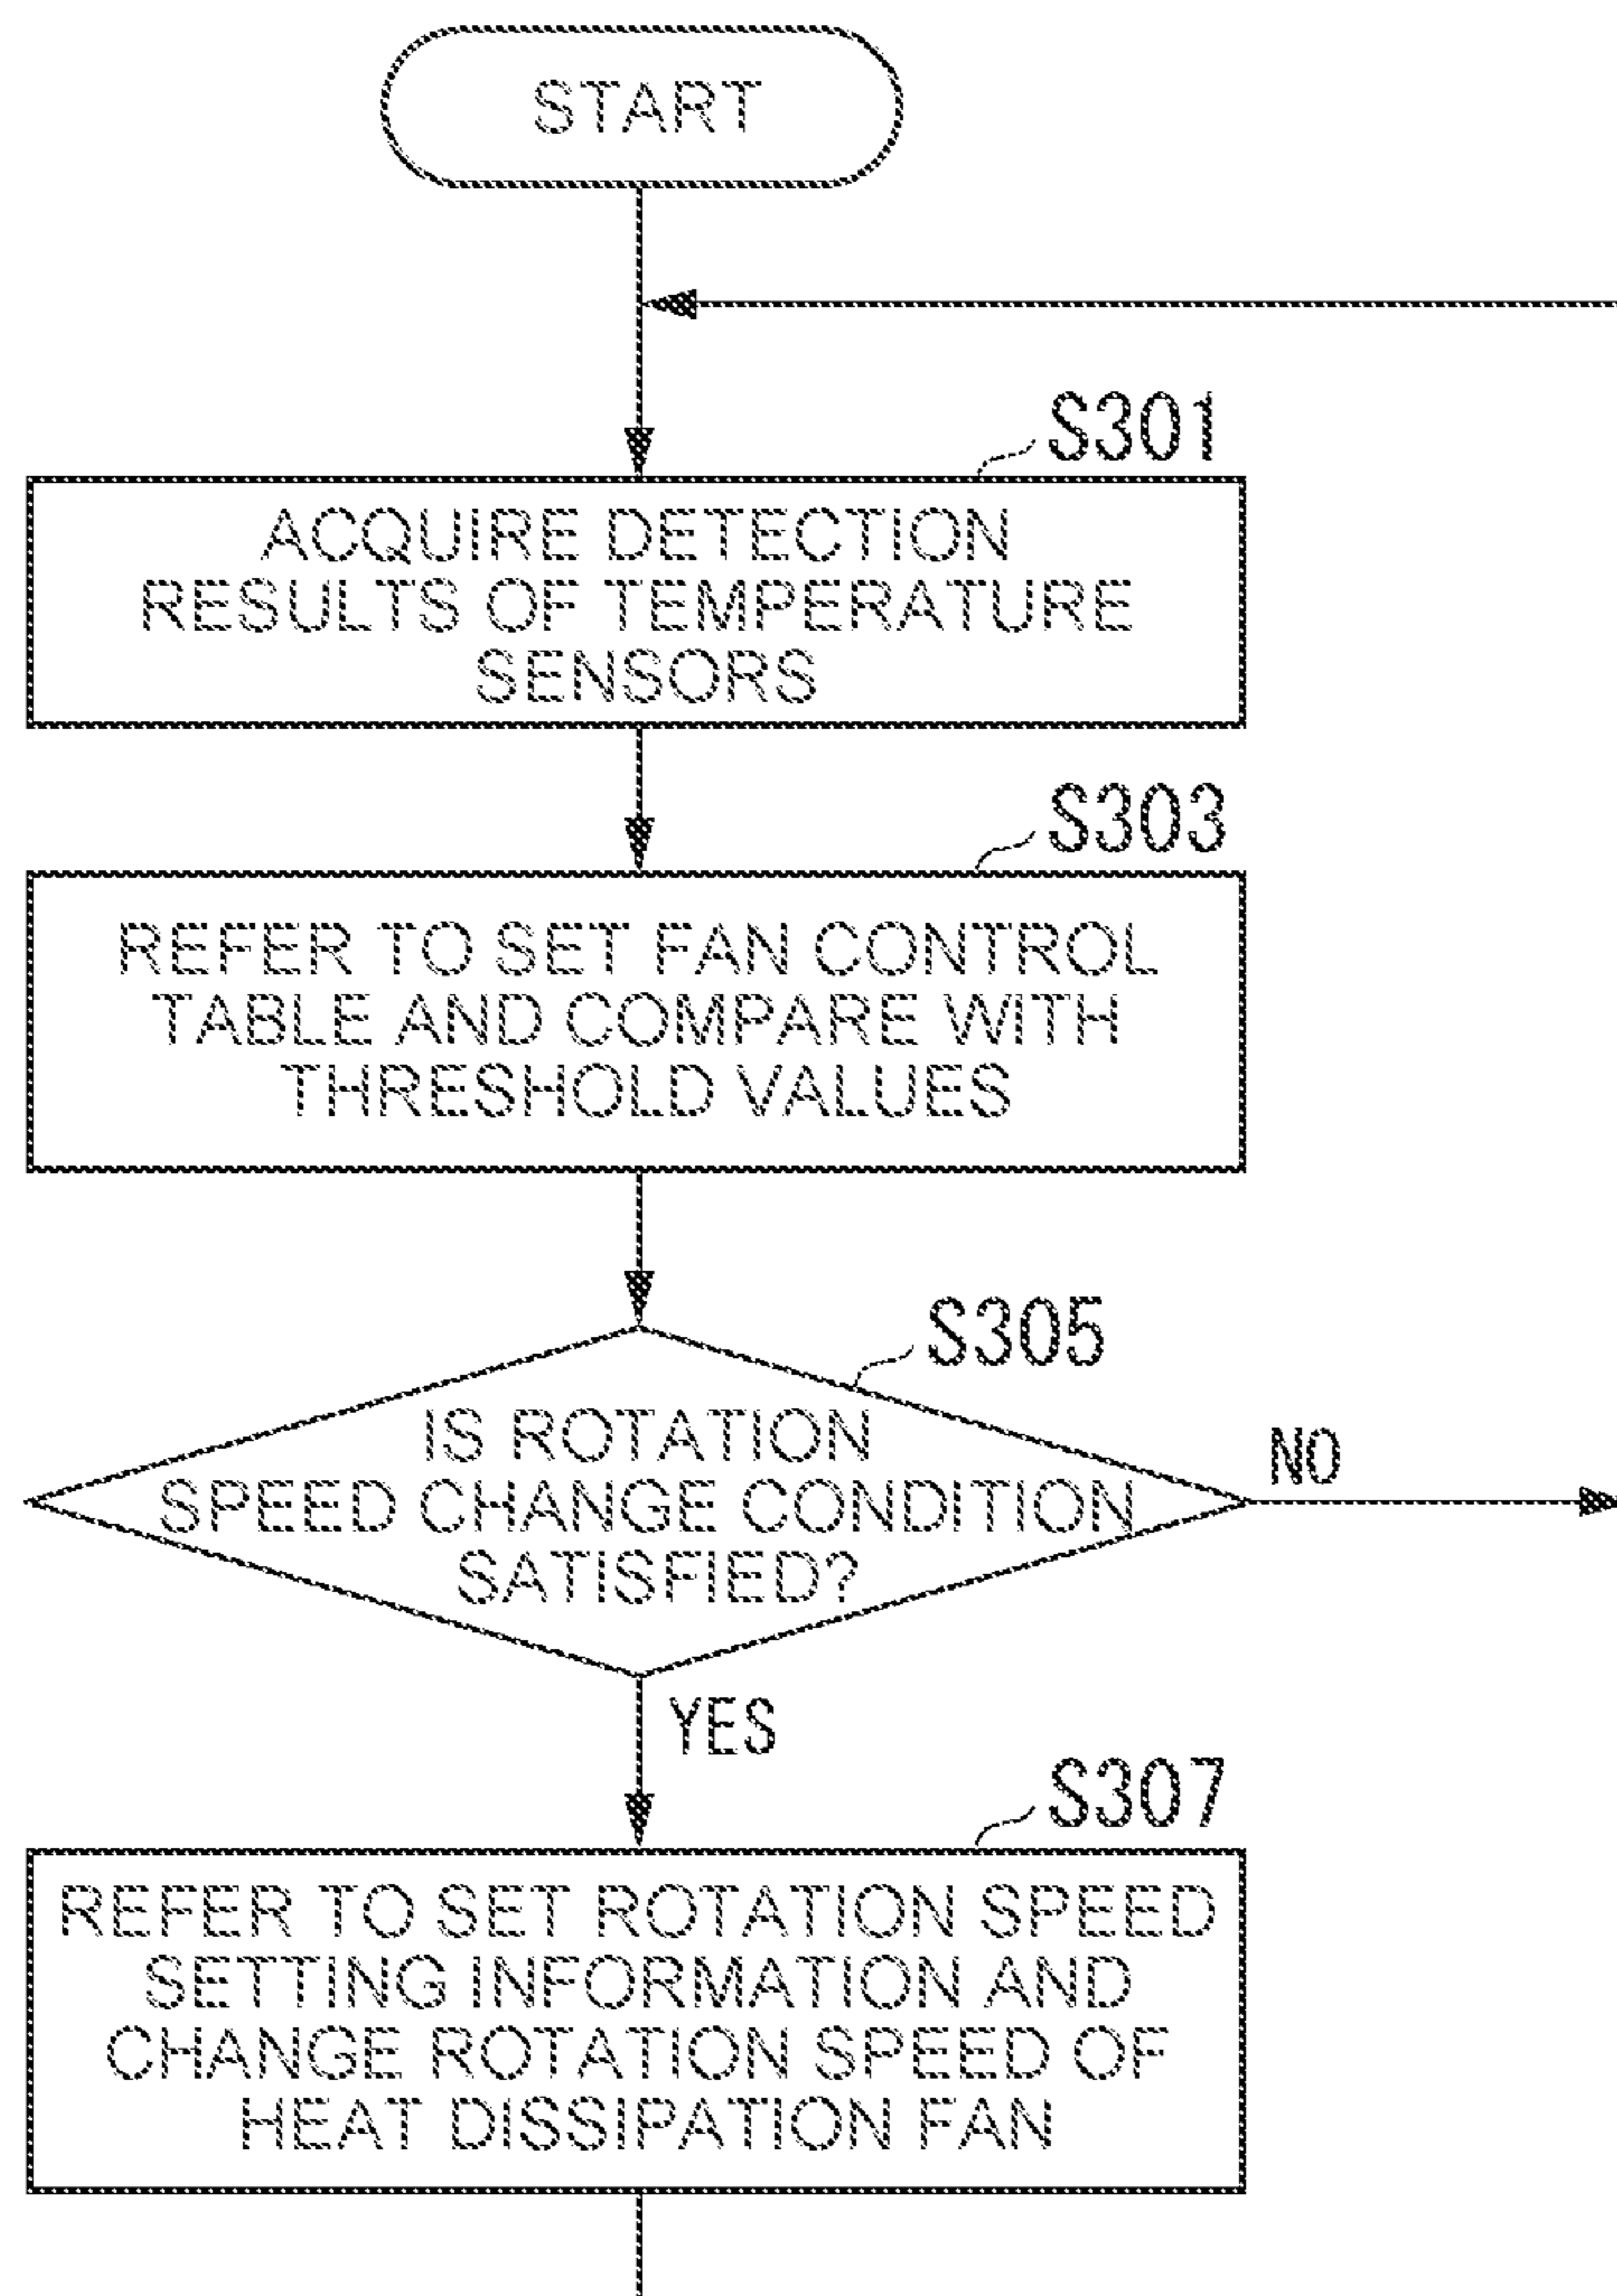 START
S301
ACQUIRE DETECTION
RESULTS OF TEMPERATURE
SENSORS
S303
REFER TO SET FAN CONTROL
TABLE AND COMPARE WITH
THRESHOLD VALUES
S305
IS ROTATION
SPEED CHANGE CONDITION
SATISFIED?
NO
YES
S307
REFER TO SET ROTATION SPEED
SETTING INFORMATION AND
CHANGE ROTATION SPEED OF
HEAT DISSIPATION FAN